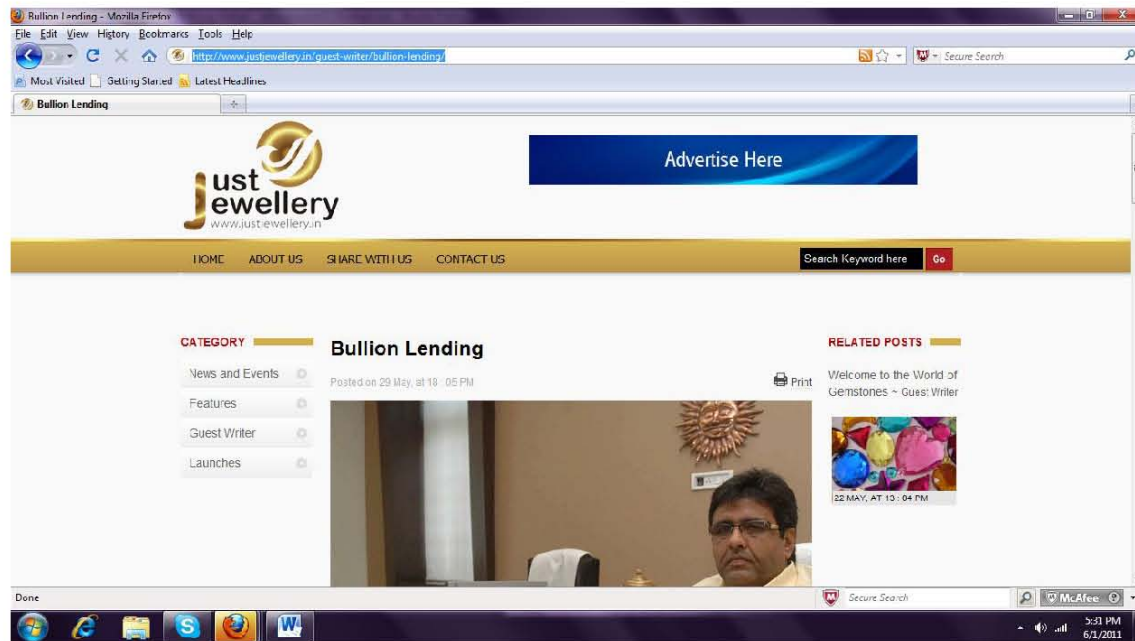 Bullion Lending - Mozilla Firefox
File Edit View History Bookmarks Tools Help
http://www.justjewellery.in/guest-writer/bullion-lending/
Secure Search
Most Visited Getting Started Latest Headlines
Bullion Lending
Just Jewellery
www.justjewellery.in
Advertise Here
HOME ABOUT US SHARE WITH US CONTACT US
Search Keyword here Go
CATEGORY
News and Events
Features
Guest Writer
Launches
Bullion Lending
Posted on 29 May, at 18 : 05 PM
Print
RELATED POSTS
Welcome to the World of
Gemstones ~ Guest Writer
22 MAY, AT 13 : 04 PM
Done
Secure Search
McAfee
5:31 PM
6/1/2011